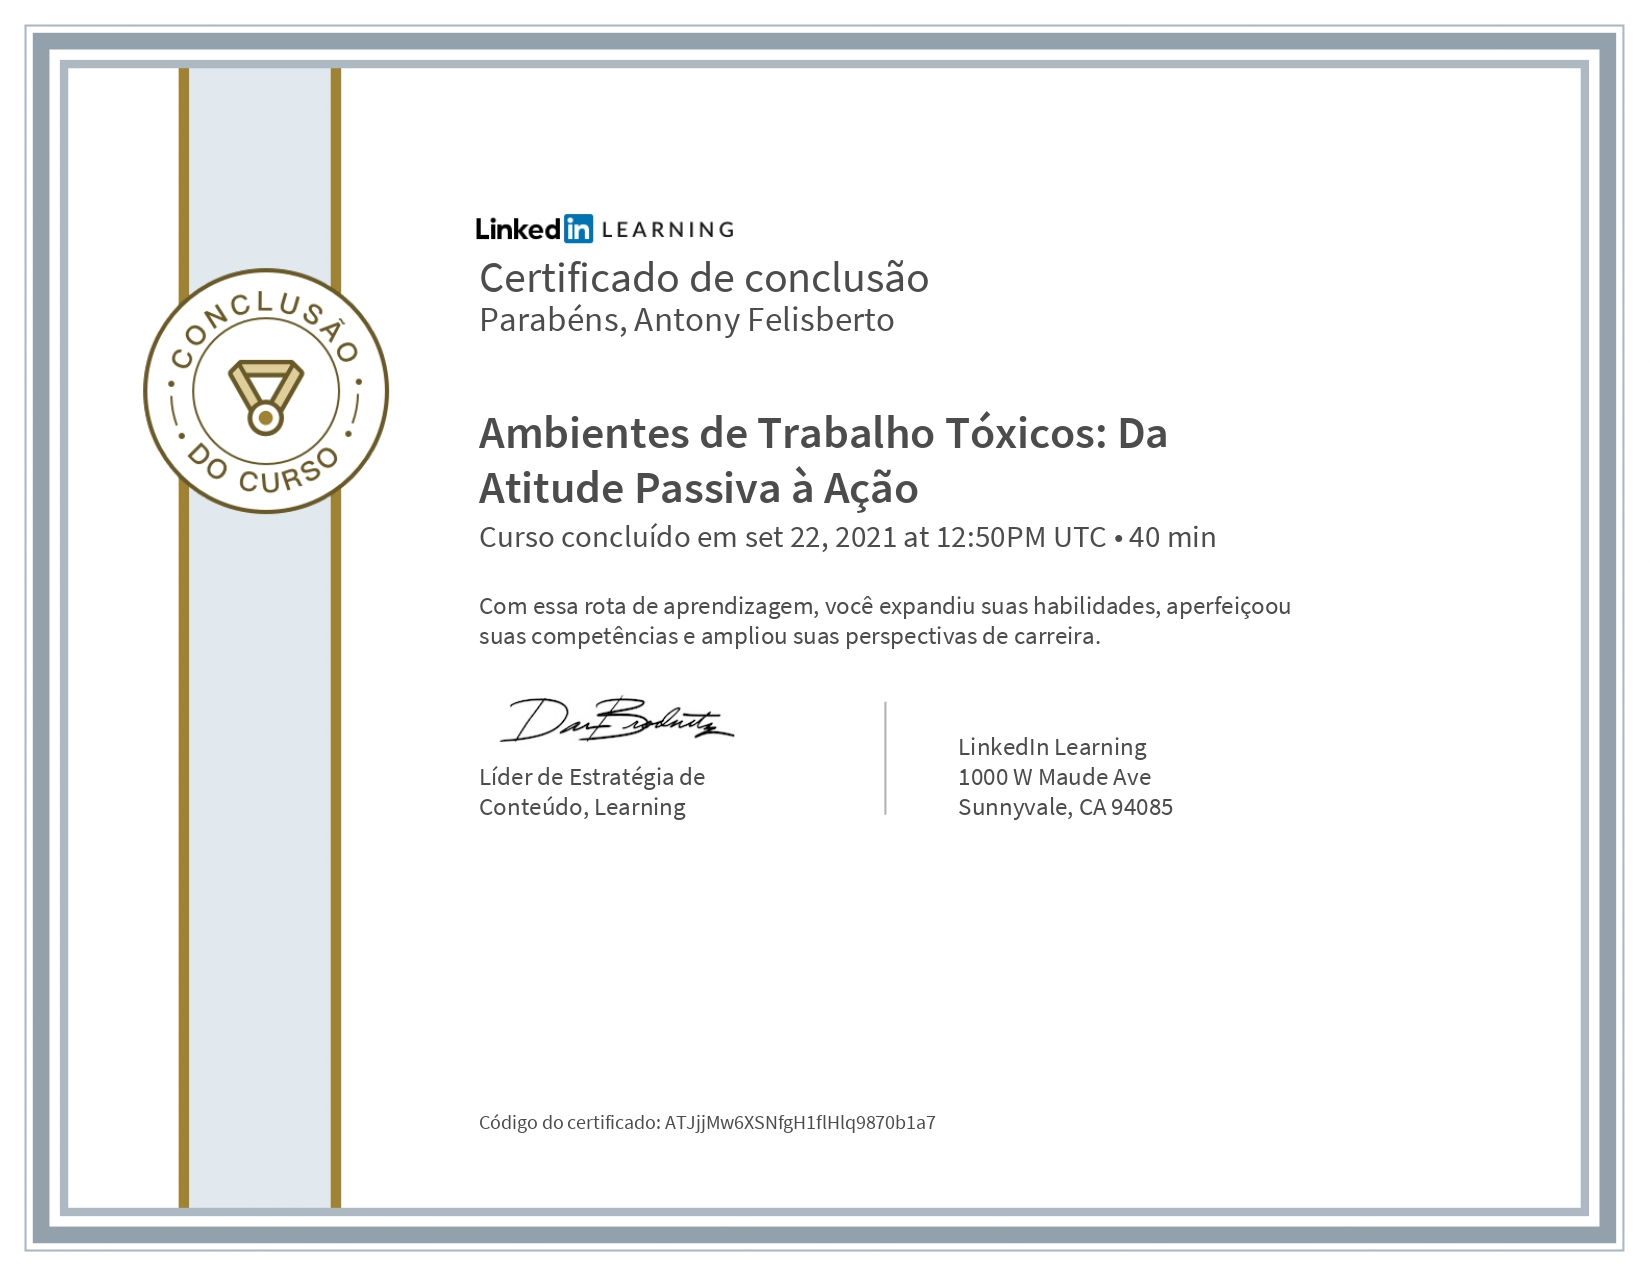 Linkedin LEARNING
Certificado de conclusão
Parabéns, Antony Felisberto
CONCLUSÃO
DO CURSO
Ambientes de Trabalho Tóxicos: Da
Atitude Passiva à Ação
Curso concluído em set 22, 2021 at 12:50PM UTC • 40 min
Com essa rota de aprendizagem, você expandiu suas habilidades, aperfeiçoou
suas competências e ampliou suas perspectivas de carreira.
Dan Brodnitz
Líder de Estratégia de
Conteúdo, Learning
LinkedIn Learning
1000 W Maude Ave
Sunnyvale, CA 94085
Código do certificado: ATJjjMw6XSNfgH1flHlq9870b1a7